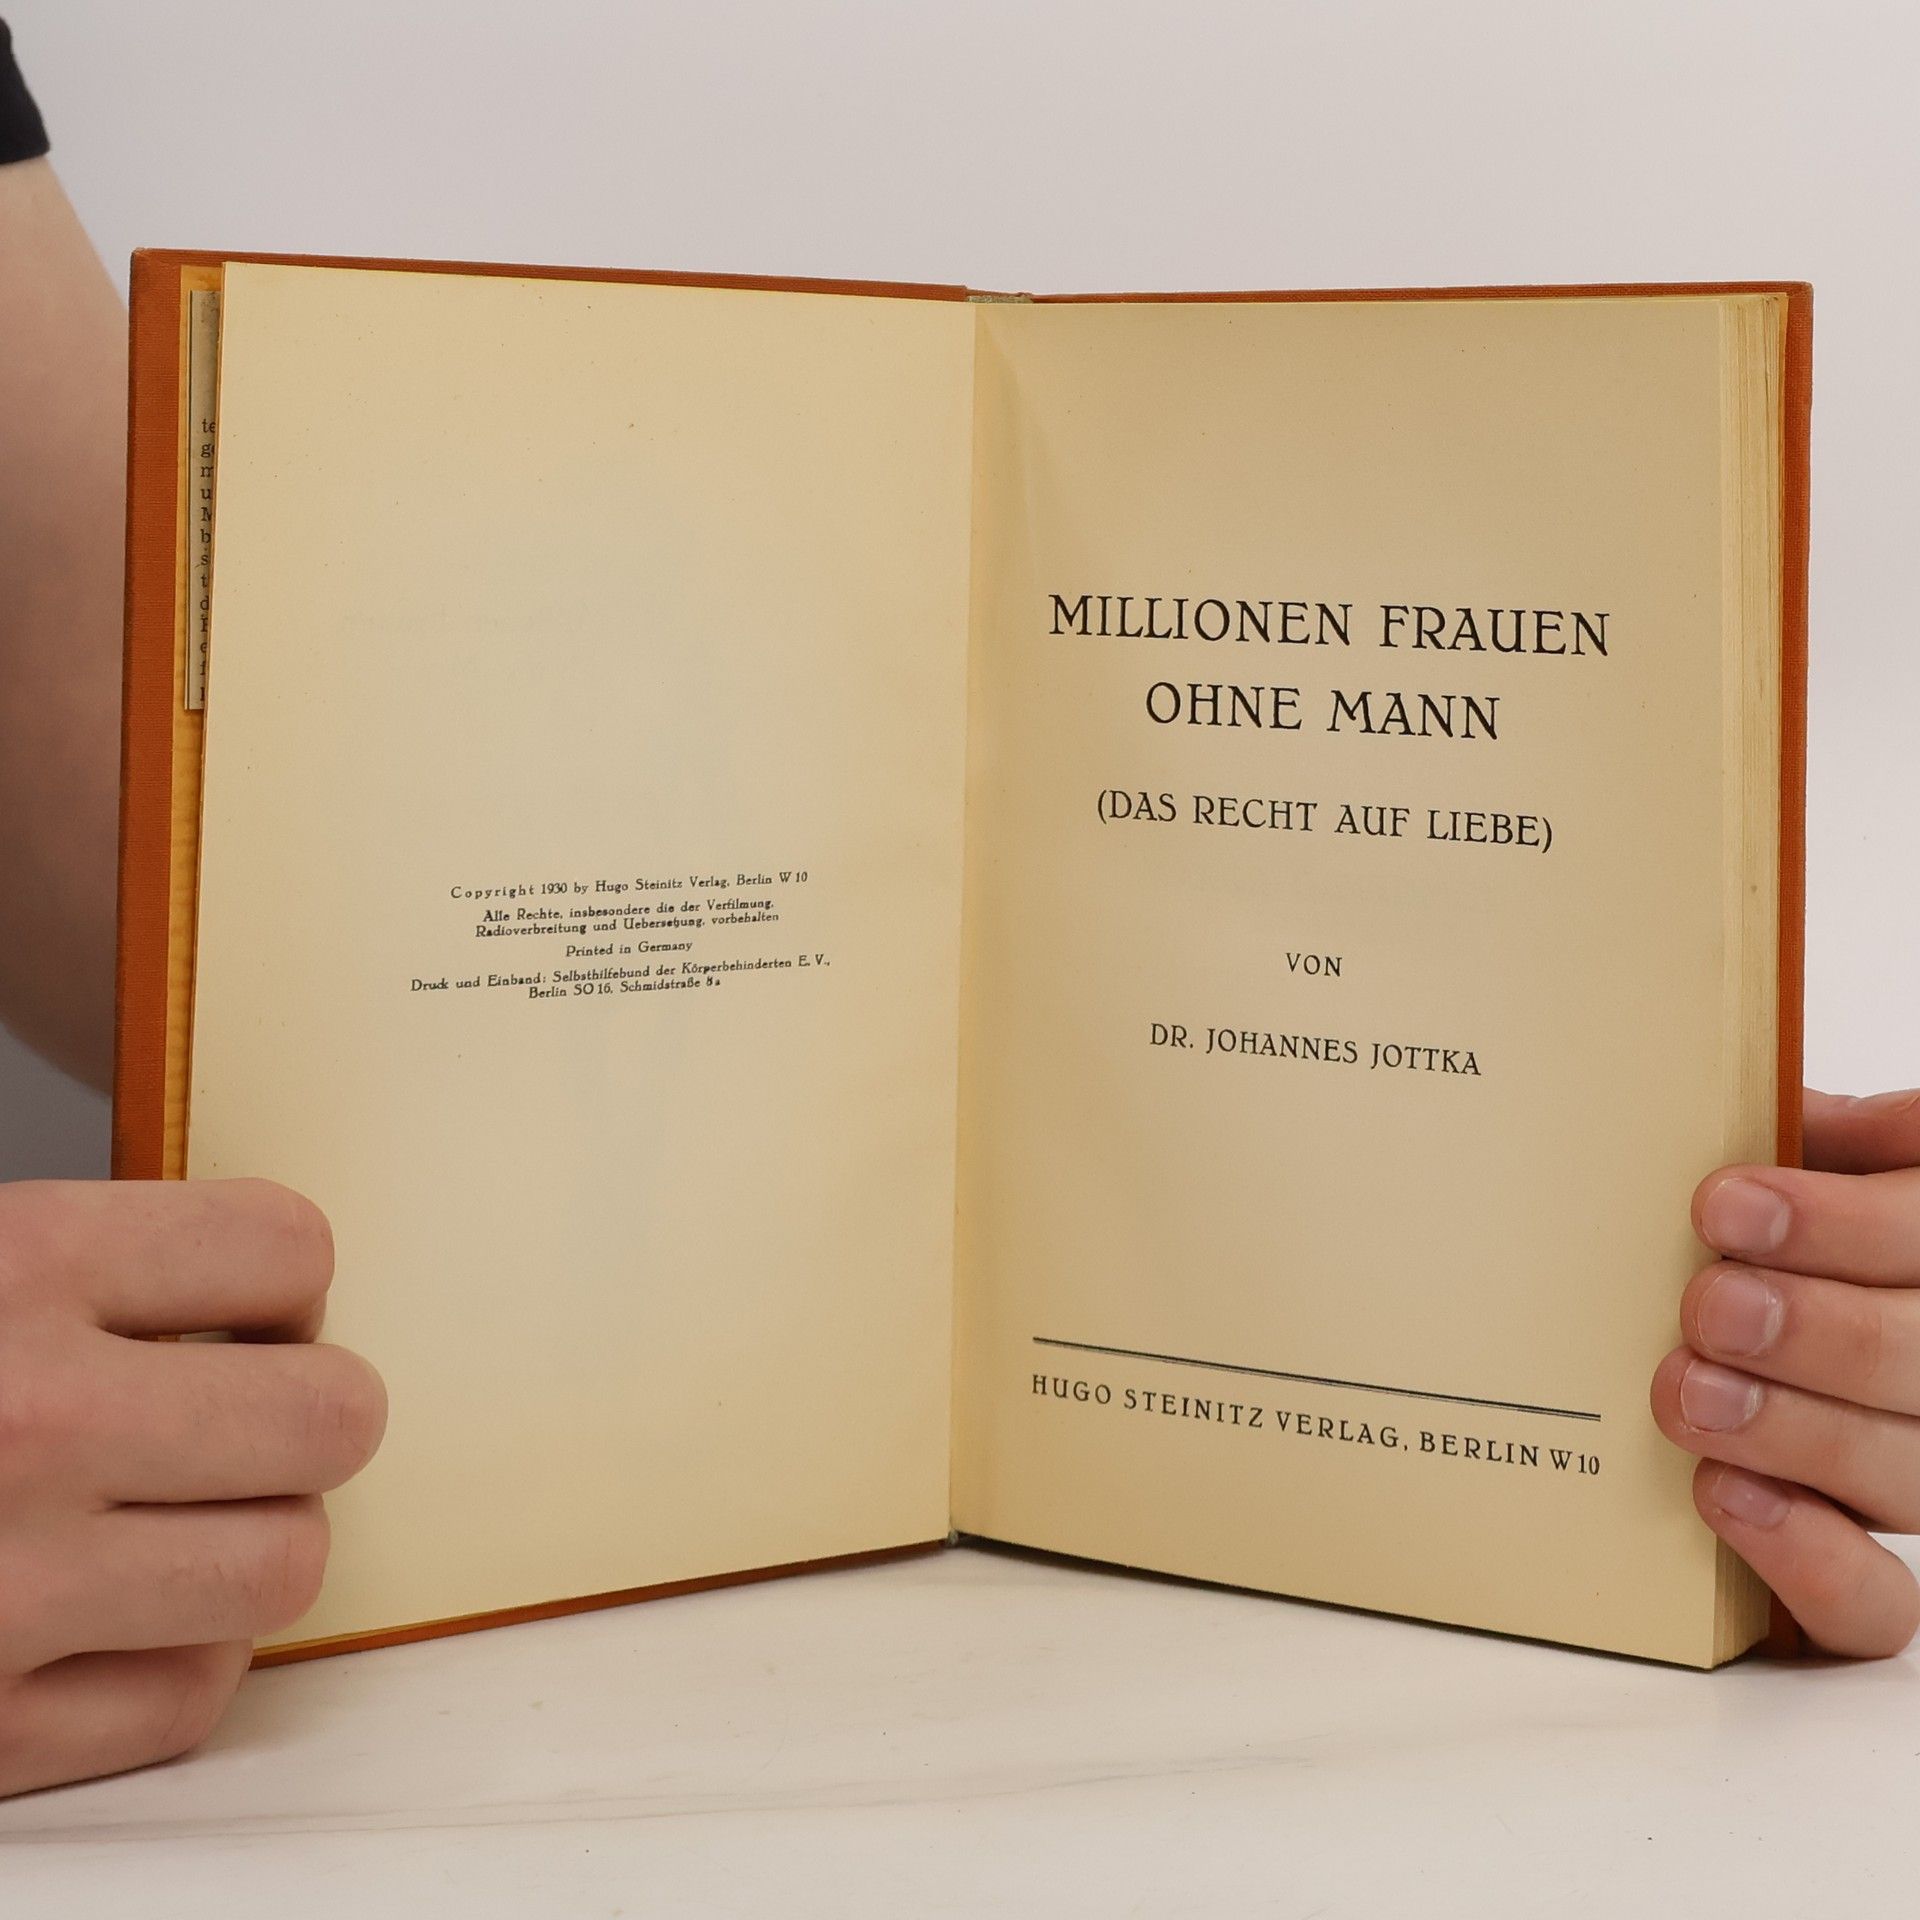 Copyright 1930 by Hugo Steinitz Verlag, Berlin W 10
Alle Rechte, insbesondere die der Verfilmung,
Radioverbreitung und Uebersetzung, vorbehalten
Printed in Germany
Druck und Einband: Selbsthilfebund der Körperbehinderten E. V.,
Berlin SO 16, Schmidstraße 8a
MILLIONEN FRAUEN
OHNE MANN
(DAS RECHT AUF LIEBE)
VON
DR. JOHANNES JOTTKA
HUGO STEINITZ VERLAG, BERLIN W 10